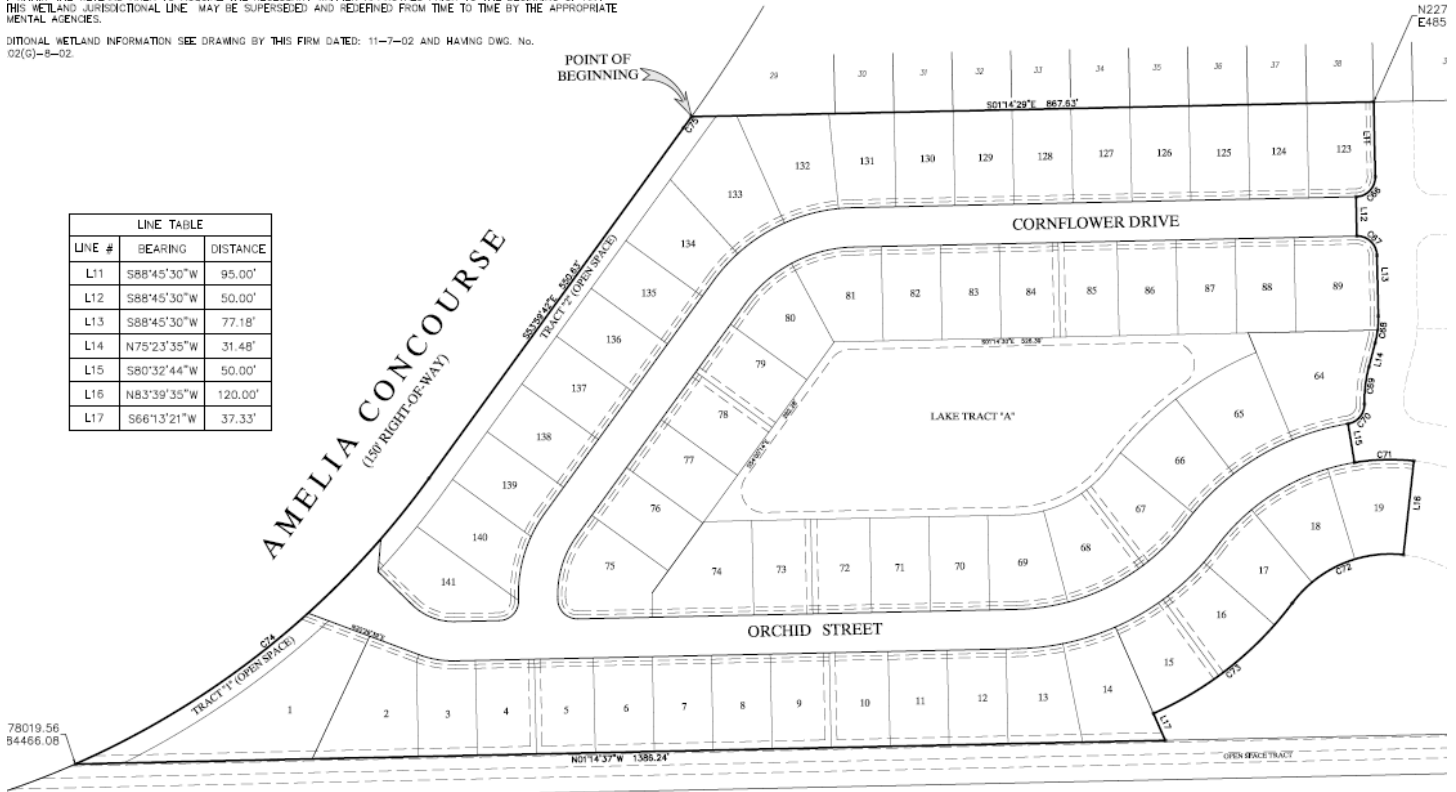 THIS WETLAND JURISDICTIONAL LINE MAY BE SUPERSEDED AND REDEFINED FROM TIME TO TIME BY THE APPROPRIATE
MENTAL AGENCIES.
DITIONAL WETLAND INFORMATION SEE DRAWING BY THIS FIRM DATED: 11-7-02 AND HAVING DWG. No.
02(G)-8-02.
POINT OF
BEGINNING
N227
E485
29
30
31
32
33
34
35
36
37
38
S01°14'29"E 867.63'
C75
LINE TABLE
LINE # BEARING DISTANCE
L11 S88°45'30"W 95.00'
L12 S88°45'30"W 50.00'
L13 S88°45'30"W 77.18'
L14 N75°23'35"W 31.48'
L15 S80°32'44"W 50.00'
L16 N83°39'35"W 120.00'
L17 S66°13'21"W 37.33'
133
132
131
130
129
128
127
126
125
124
123
L11
C66
L12
C67
L13
C68
L14
C69
C70
L15
C71
L16
C72
C73
L17
CORNFLOWER DRIVE
134
135
136
137
138
139
140
141
S53°59'42"E 550.63'
TRACT "2" (OPEN SPACE)
AMELIA CONCOURSE
(150' RIGHT-OF-WAY)
81
82
83
84
85
86
87
88
89
80
79
78
77
76
75
LAKE TRACT "A"
64
65
66
67
68
69
70
71
72
73
74
ORCHID STREET
19
18
17
16
15
14
13
12
11
10
9
8
7
6
5
4
3
2
1
C74
TRACT "1" (OPEN SPACE)
78019.56
84466.08
N01°14'37"W 1386.24'
OPEN SPACE TRACT